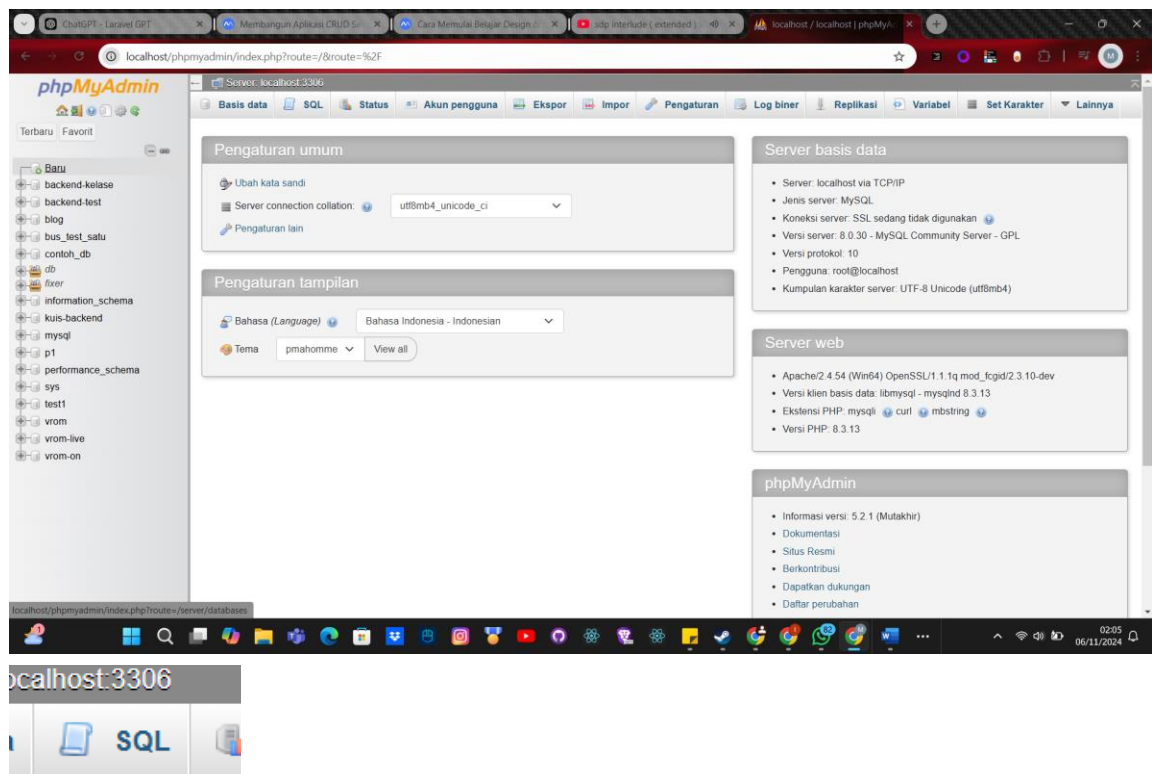 ChatGPT - Laravel GPT
Membangun Aplikasi CRUD S
Cara Memulai Belajar Design
sdp interlude ( extended )
localhost / localhost | phpMyA
localhost/phpmyadmin/index.php?route=/&route=%2F
phpMyAdmin
Terbaru Favorit
Baru
backend-kelase
backend-test
blog
bus_test_satu
contoh_db
db
fixer
information_schema
kuis-backend
mysql
p1
performance_schema
sys
test1
vrom
vrom-live
vrom-on
Server: localhost:3306
Basis data SQL Status Akun pengguna Ekspor Impor Pengaturan Log biner Replikasi Variabel Set Karakter Lainnya
Pengaturan umum
Ubah kata sandi
Server connection collation: utf8mb4_unicode_ci
Pengaturan lain
Pengaturan tampilan
Bahasa (Language) Bahasa Indonesia - Indonesian
Tema pmahomme View all
Server basis data
• Server: localhost via TCP/IP
• Jenis server: MySQL
• Koneksi server: SSL sedang tidak digunakan
• Versi server: 8.0.30 - MySQL Community Server - GPL
• Versi protokol: 10
• Pengguna: root@localhost
• Kumpulan karakter server: UTF-8 Unicode (utf8mb4)
Server web
• Apache/2.4.54 (Win64) OpenSSL/1.1.1q mod_fcgid/2.3.10-dev
• Versi klien basis data: libmysql - mysqlnd 8.3.13
• Ekstensi PHP: mysqli curl mbstring
• Versi PHP: 8.3.13
phpMyAdmin
• Informasi versi: 5.2.1 (Mutakhir)
• Dokumentasi
• Situs Resmi
• Berkontribusi
• Dapatkan dukungan
• Daftar perubahan
localhost/phpmyadmin/index.php?route=/server/databases
02:05
06/11/2024
ocalhost:3306
SQL